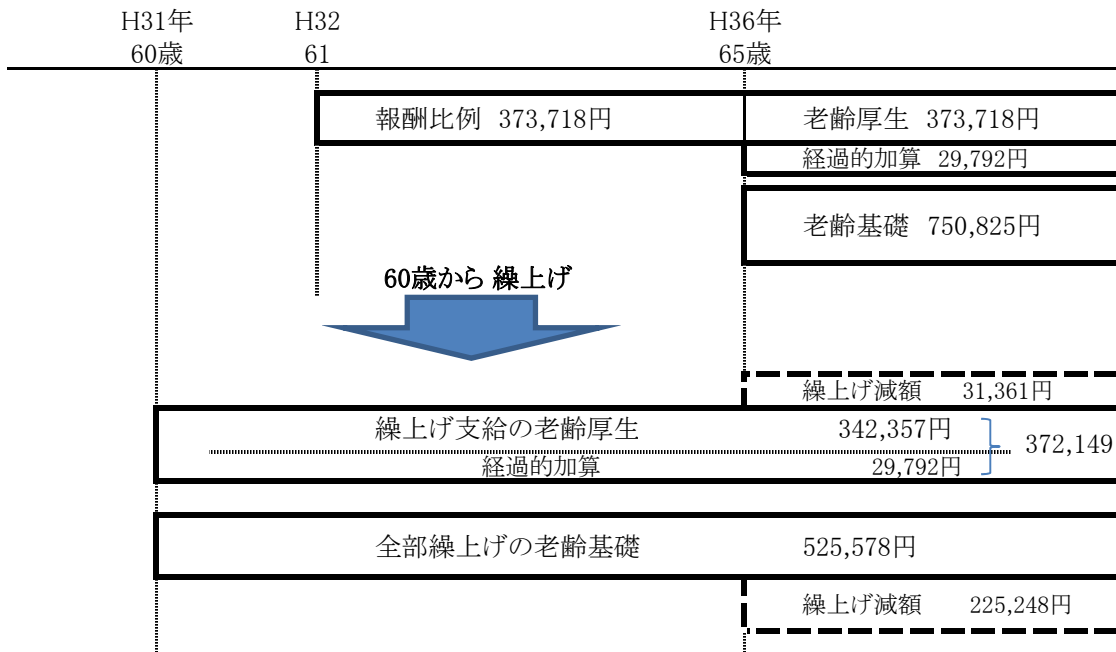 H31年 H32 H36年
60歳 61 65歳
報酬比例 373,718円 老齢厚生 373,718円
経過的加算 29,792円
老齢基礎 750,825円
60歳から 繰上げ
繰上げ減額 31,361円
繰上げ支給の老齢厚生 342,357円
372,149
経過的加算 29,792円
全部繰上げの老齢基礎 525,578円
繰上げ減額 225,248円